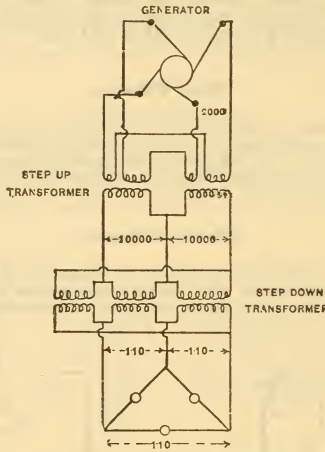 GENERATOR
2000
STEP UP
TRANSFORMER
10000 10000
STEP DOWN
TRANSFORMER
110 110
110